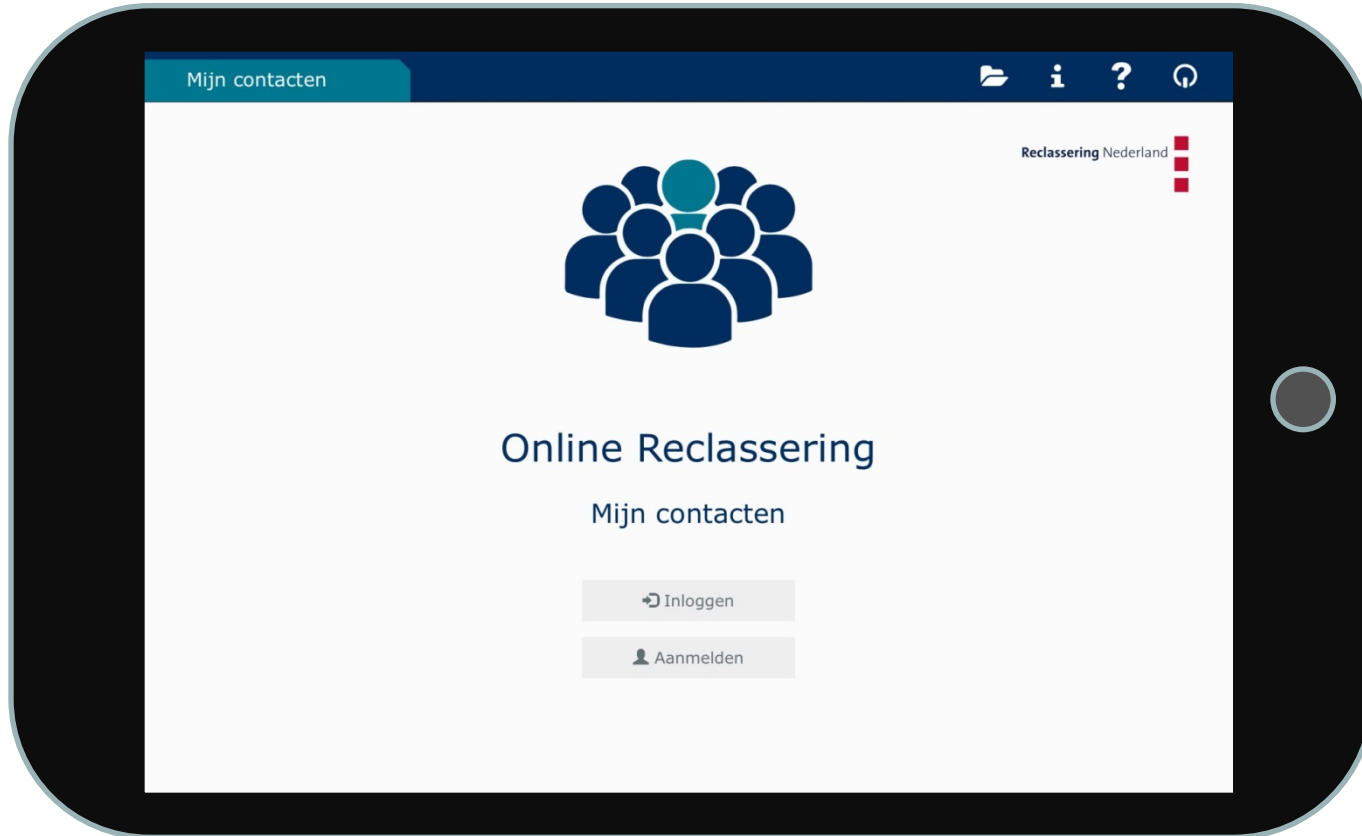 Mijn contacten
Reclassering Nederland
Online Reclassering
Mijn contacten
Inloggen
Aanmelden